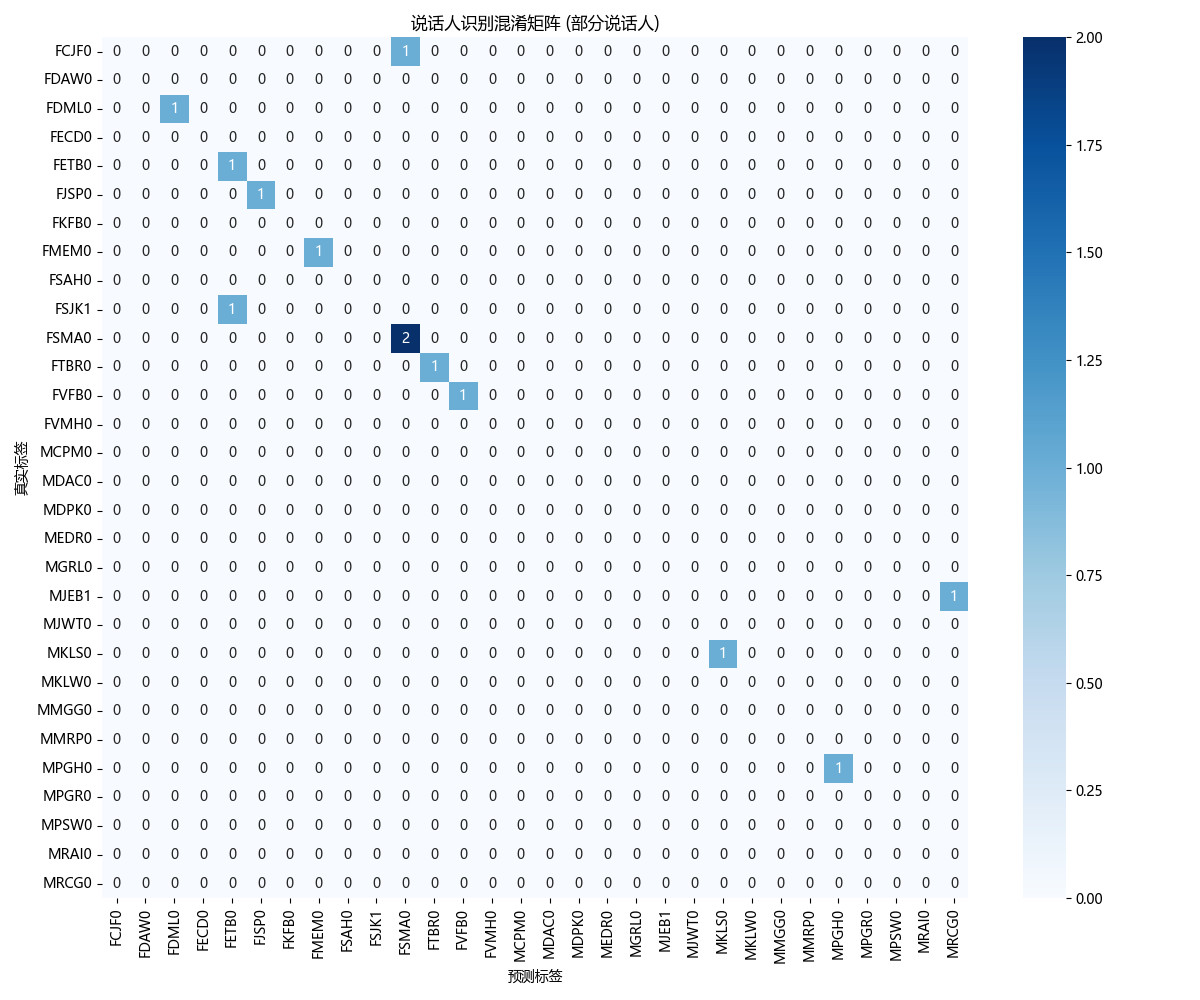 说话人识别混淆矩阵 (部分说话人)
真实标签
FCJF0 0 0 0 0 0 0 0 0 0 0 1 0 0 0 0 0 0 0 0 0 0 0 0 0 0 0 0 0 0 0
FDAW0 0 0 0 0 0 0 0 0 0 0 0 0 0 0 0 0 0 0 0 0 0 0 0 0 0 0 0 0 0 0
FDML0 0 0 1 0 0 0 0 0 0 0 0 0 0 0 0 0 0 0 0 0 0 0 0 0 0 0 0 0 0 0
FECD0 0 0 0 0 0 0 0 0 0 0 0 0 0 0 0 0 0 0 0 0 0 0 0 0 0 0 0 0 0 0
FETB0 0 0 0 0 1 0 0 0 0 0 0 0 0 0 0 0 0 0 0 0 0 0 0 0 0 0 0 0 0 0
FJSP0 0 0 0 0 0 1 0 0 0 0 0 0 0 0 0 0 0 0 0 0 0 0 0 0 0 0 0 0 0 0
FKFB0 0 0 0 0 0 0 0 0 0 0 0 0 0 0 0 0 0 0 0 0 0 0 0 0 0 0 0 0 0 0
FMEM0 0 0 0 0 0 0 0 1 0 0 0 0 0 0 0 0 0 0 0 0 0 0 0 0 0 0 0 0 0 0
FSAH0 0 0 0 0 0 0 0 0 0 0 0 0 0 0 0 0 0 0 0 0 0 0 0 0 0 0 0 0 0 0
FSJK1 0 0 0 0 1 0 0 0 0 0 0 0 0 0 0 0 0 0 0 0 0 0 0 0 0 0 0 0 0 0
FSMA0 0 0 0 0 0 0 0 0 0 0 2 0 0 0 0 0 0 0 0 0 0 0 0 0 0 0 0 0 0 0
FTBR0 0 0 0 0 0 0 0 0 0 0 0 1 0 0 0 0 0 0 0 0 0 0 0 0 0 0 0 0 0 0
FVFB0 0 0 0 0 0 0 0 0 0 0 0 0 1 0 0 0 0 0 0 0 0 0 0 0 0 0 0 0 0 0
FVMH0 0 0 0 0 0 0 0 0 0 0 0 0 0 0 0 0 0 0 0 0 0 0 0 0 0 0 0 0 0 0
MCPM0 0 0 0 0 0 0 0 0 0 0 0 0 0 0 0 0 0 0 0 0 0 0 0 0 0 0 0 0 0 0
MDAC0 0 0 0 0 0 0 0 0 0 0 0 0 0 0 0 0 0 0 0 0 0 0 0 0 0 0 0 0 0 0
MDPK0 0 0 0 0 0 0 0 0 0 0 0 0 0 0 0 0 0 0 0 0 0 0 0 0 0 0 0 0 0 0
MEDR0 0 0 0 0 0 0 0 0 0 0 0 0 0 0 0 0 0 0 0 0 0 0 0 0 0 0 0 0 0 0
MGRL0 0 0 0 0 0 0 0 0 0 0 0 0 0 0 0 0 0 0 0 0 0 0 0 0 0 0 0 0 0 0
MJEB1 0 0 0 0 0 0 0 0 0 0 0 0 0 0 0 0 0 0 0 0 0 0 0 0 0 0 0 0 0 1
MJWT0 0 0 0 0 0 0 0 0 0 0 0 0 0 0 0 0 0 0 0 0 0 0 0 0 0 0 0 0 0 0
MKLS0 0 0 0 0 0 0 0 0 0 0 0 0 0 0 0 0 0 0 0 0 0 1 0 0 0 0 0 0 0 0
MKLW0 0 0 0 0 0 0 0 0 0 0 0 0 0 0 0 0 0 0 0 0 0 0 0 0 0 0 0 0 0 0
MMGG0 0 0 0 0 0 0 0 0 0 0 0 0 0 0 0 0 0 0 0 0 0 0 0 0 0 0 0 0 0 0
MMRP0 0 0 0 0 0 0 0 0 0 0 0 0 0 0 0 0 0 0 0 0 0 0 0 0 0 0 0 0 0 0
MPGH0 0 0 0 0 0 0 0 0 0 0 0 0 0 0 0 0 0 0 0 0 0 0 0 0 0 1 0 0 0 0
MPGR0 0 0 0 0 0 0 0 0 0 0 0 0 0 0 0 0 0 0 0 0 0 0 0 0 0 0 0 0 0 0
MPSW0 0 0 0 0 0 0 0 0 0 0 0 0 0 0 0 0 0 0 0 0 0 0 0 0 0 0 0 0 0 0
MRAI0 0 0 0 0 0 0 0 0 0 0 0 0 0 0 0 0 0 0 0 0 0 0 0 0 0 0 0 0 0 0
MRCG0 0 0 0 0 0 0 0 0 0 0 0 0 0 0 0 0 0 0 0 0 0 0 0 0 0 0 0 0 0 0
FCJF0 FDAW0 FDML0 FECD0 FETB0 FJSP0 FKFB0 FMEM0 FSAH0 FSJK1 FSMA0 FTBR0 FVFB0 FVMH0 MCPM0 MDAC0 MDPK0 MEDR0 MGRL0 MJEB1 MJWT0 MKLS0 MKLW0 MMGG0 MMRP0 MPGH0 MPGR0 MPSW0 MRAI0 MRCG0
预测标签
2.00
1.75
1.50
1.25
1.00
0.75
0.50
0.25
0.00